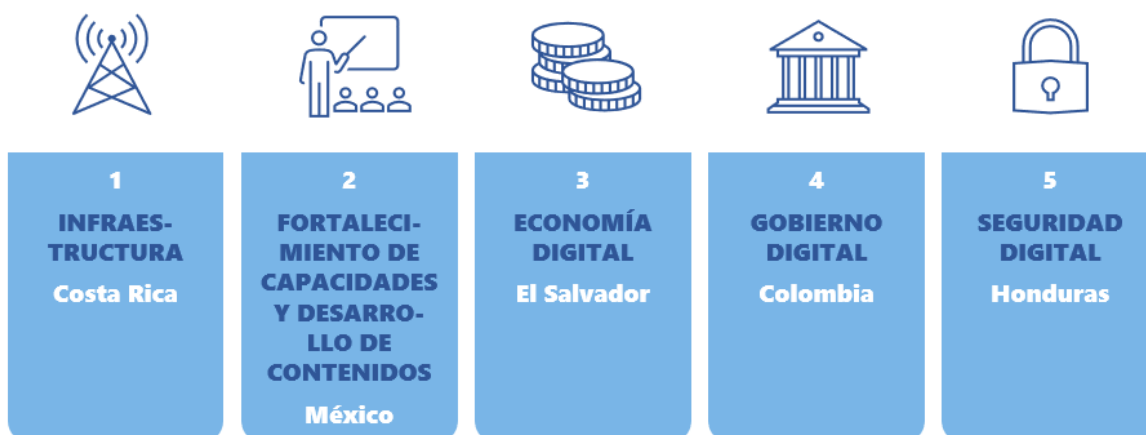 1
INFRAES-
TRUCTURA
Costa Rica
2
FORTALECI-
MIENTO DE
CAPACIDADES
Y DESARRO-
LLO DE
CONTENIDOS
México
3
ECONOMÍA
DIGITAL
El Salvador
4
GOBIERNO
DIGITAL
Colombia
5
SEGURIDAD
DIGITAL
Honduras